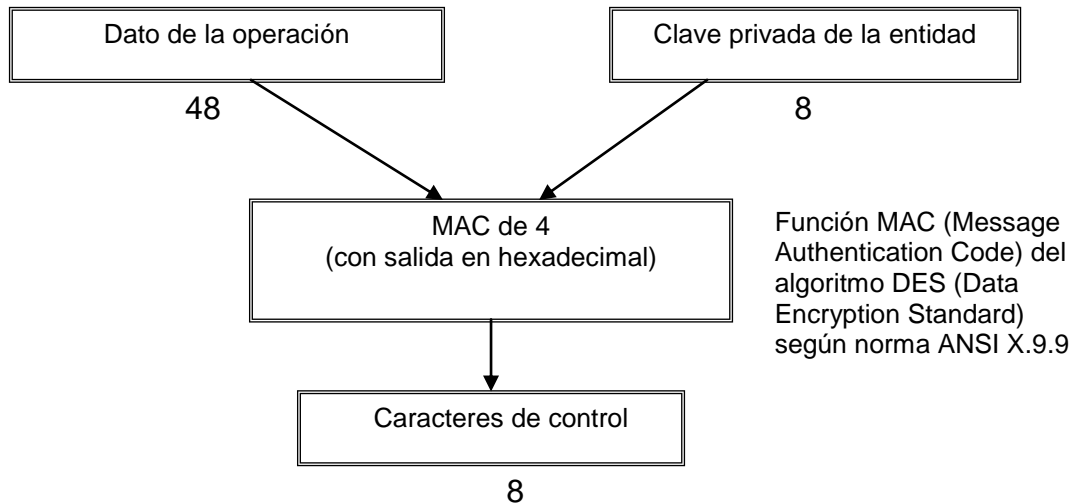 Dato de la operación
Clave privada de la entidad
48
8
MAC de 4
(con salida en hexadecimal)
Función MAC (Message
Authentication Code) del
algoritmo DES (Data
Encryption Standard)
según norma ANSI X.9.9
Caracteres de control
8